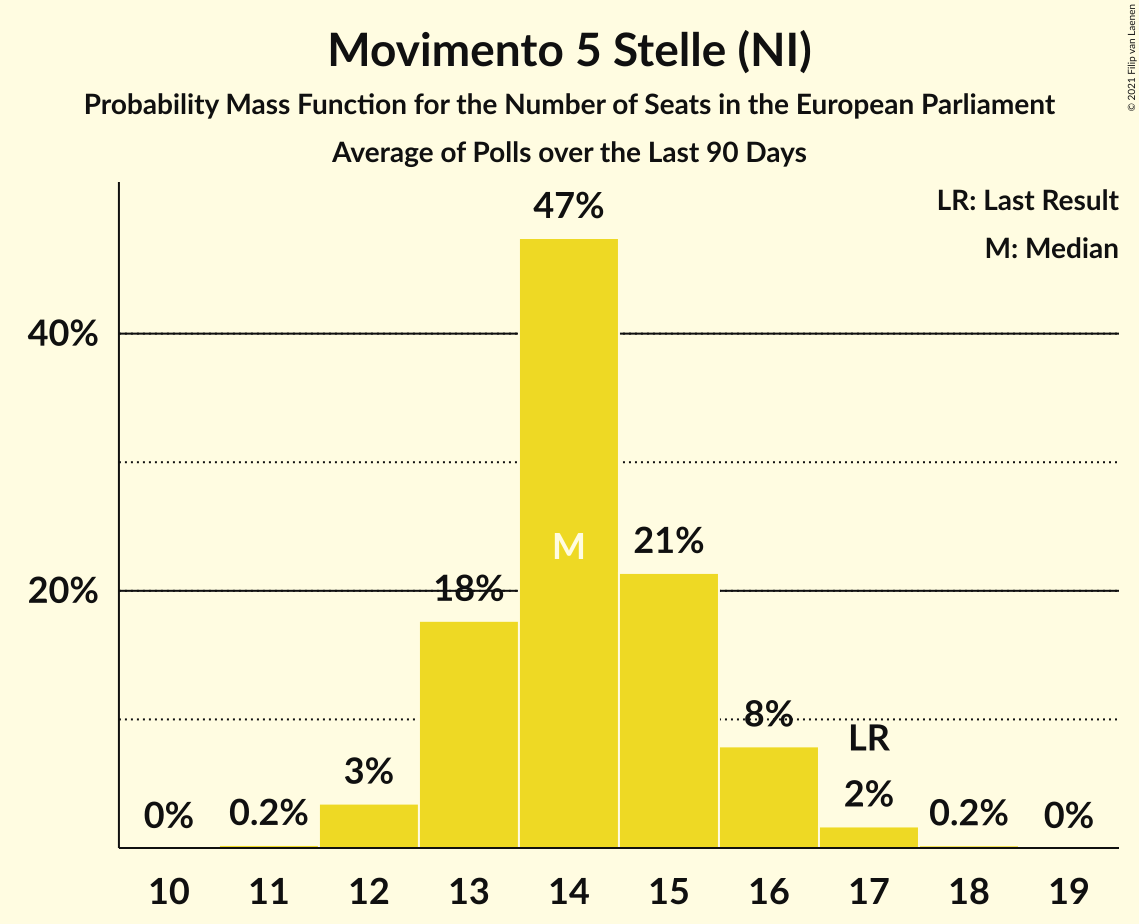 Movimento 5 Stelle (NI)
Probability Mass Function for the Number of Seats in the European Parliament
Average of Polls over the Last 90 Days
© 2021 Filip van Laenen
LR: Last Result
M: Median
47%
40%
M
21%
20%
18%
8%
LR
3%
2%
0%
0.2%
0.2%
0%
10 11 12 13 14 15 16 17 18 19